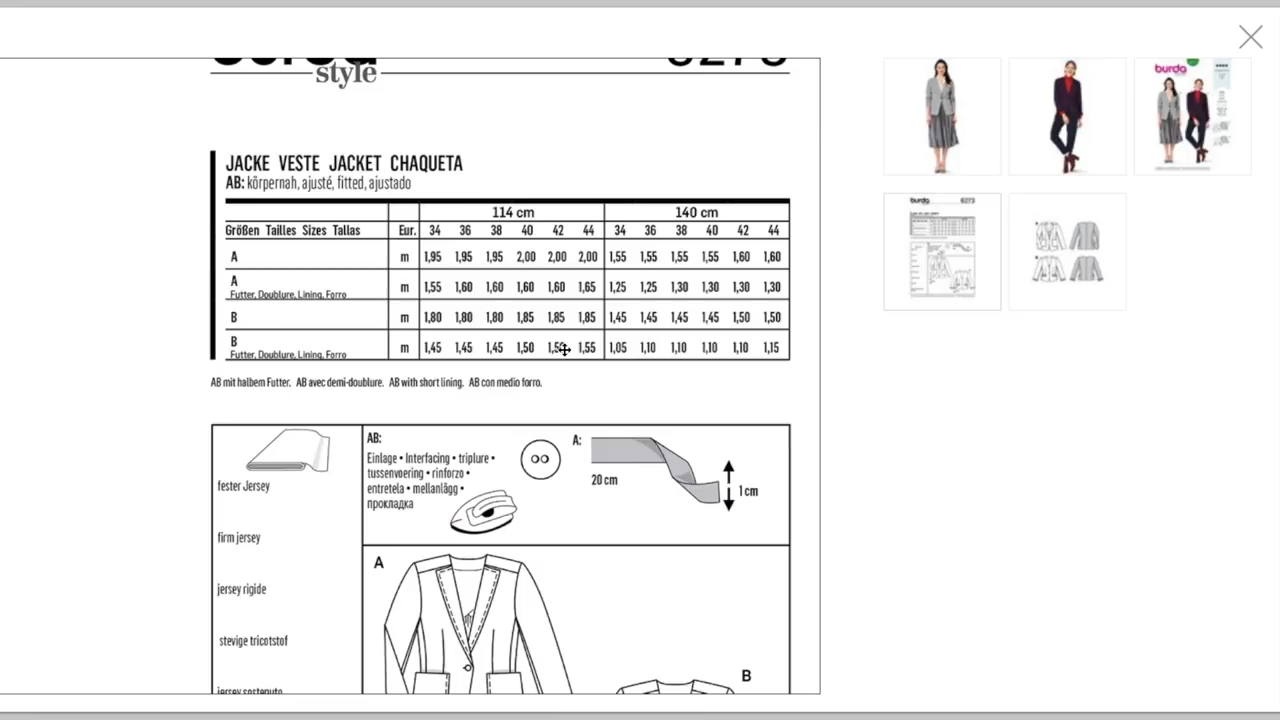 burda 6273
style
JACKE VESTE JACKET CHAQUETA
AB: körpernah, ajusté, fitted, ajustado
114 cm 140 cm
Größen Tailles Sizes Tallas Eur. 34 36 38 40 42 44 34 36 38 40 42 44
A m 1,95 1,95 1,95 2,00 2,00 2,00 1,55 1,55 1,55 1,55 1,60 1,60
A
Futter, Doublure, Lining, Forro m 1,55 1,60 1,60 1,60 1,60 1,65 1,25 1,25 1,30 1,30 1,30 1,30
B m 1,80 1,80 1,80 1,85 1,85 1,85 1,45 1,45 1,45 1,45 1,50 1,50
B
Futter, Doublure, Lining, Forro m 1,45 1,45 1,45 1,50 1,55 1,05 1,10 1,10 1,10 1,10 1,15
AB mit halbem Futter. AB avec demi-doublure. AB with short lining. AB con medio forro.
fester Jersey
firm jersey
jersey rigide
stevige tricotstof
jersey sostenuto
AB:
Einlage • Interfacing • triplure •
tussenvoering • rinforzo •
entretela • mellanlägg •
прокладка
A:
20 cm
1 cm
A
B
burda
burda 6273